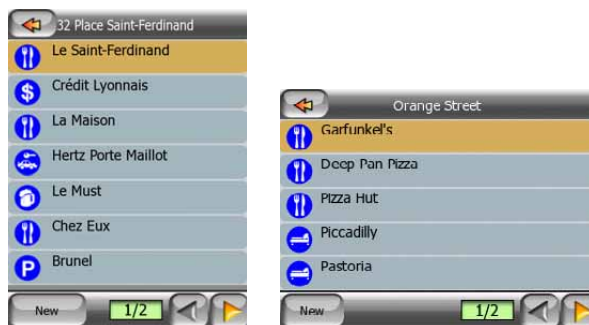 32 Place Saint-Ferdinand
Le Saint-Ferdinand
Crédit Lyonnais
La Maison
Hertz Porte Maillot
Le Must
Chez Eux
Brunel
New
1/2
Orange Street
Garfunkel's
Deep Pan Pizza
Pizza Hut
Piccadilly
Pastoria
New
1/2